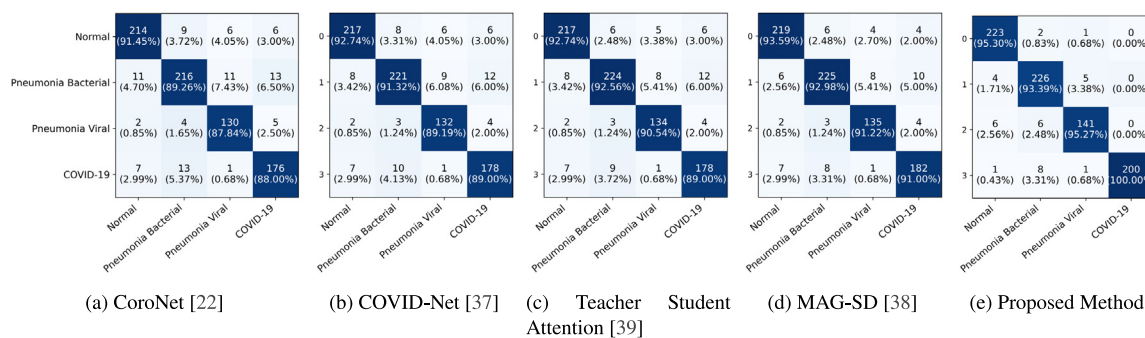 Normal
Pneumonia Bacterial
Pneumonia Viral
COVID-19
214 9 6 6
(91.45%) (3.72%) (4.05%) (3.00%)
11 216 11 13
(4.70%) (89.26%) (7.43%) (6.50%)
2 4 130 5
(0.85%) (1.65%) (87.84%) (2.50%)
7 13 1 176
(2.99%) (5.37%) (0.68%) (88.00%)
Normal
Pneumonia Bacterial
Pneumonia Viral
COVID-19
(a) CoroNet [22]
0
1
2
3
217 8 6 6
(92.74%) (3.31%) (4.05%) (3.00%)
8 221 9 12
(3.42%) (91.32%) (6.08%) (6.00%)
2 3 132 4
(0.85%) (1.24%) (89.19%) (2.00%)
7 10 1 178
(2.99%) (4.13%) (0.68%) (89.00%)
Normal
Pneumonia Bacterial
Pneumonia Viral
COVID-19
(b) COVID-Net [37]
0
1
2
3
217 6 5 6
(92.74%) (2.48%) (3.38%) (3.00%)
8 224 8 12
(3.42%) (92.56%) (5.41%) (6.00%)
2 3 134 4
(0.85%) (1.24%) (90.54%) (2.00%)
7 9 1 178
(2.99%) (3.72%) (0.68%) (89.00%)
Normal
Pneumonia Bacterial
Pneumonia Viral
COVID-19
(c) Teacher Student
Attention [39]
0
1
2
3
219 6 4 4
(93.59%) (2.48%) (2.70%) (2.00%)
6 225 8 10
(2.56%) (92.98%) (5.41%) (5.00%)
2 3 135 4
(0.85%) (1.24%) (91.22%) (2.00%)
7 8 1 182
(2.99%) (3.31%) (0.68%) (91.00%)
Normal
Pneumonia Bacterial
Pneumonia Viral
COVID-19
(d) MAG-SD [38]
0
1
2
3
223 2 1 0
(95.30%) (0.83%) (0.68%) (0.00%)
4 226 5 0
(1.71%) (93.39%) (3.38%) (0.00%)
6 6 141 0
(2.56%) (2.48%) (95.27%) (0.00%)
1 8 1 200
(0.43%) (3.31%) (0.68%) (100.00%)
Normal
Pneumonia Bacterial
Pneumonia Viral
COVID-19
(e) Proposed Method